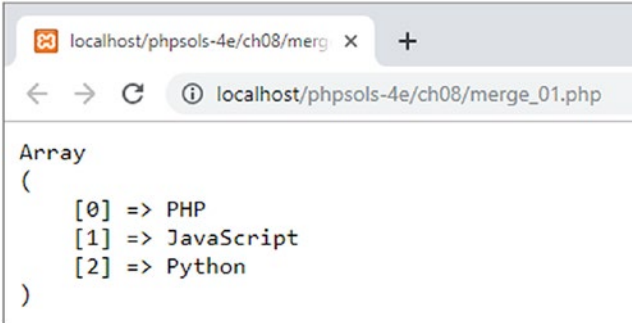 localhost/phpsols-4e/ch08/merg
localhost/phpsols-4e/ch08/merge_01.php
Array
(
[0] => PHP
[1] => JavaScript
[2] => Python
)